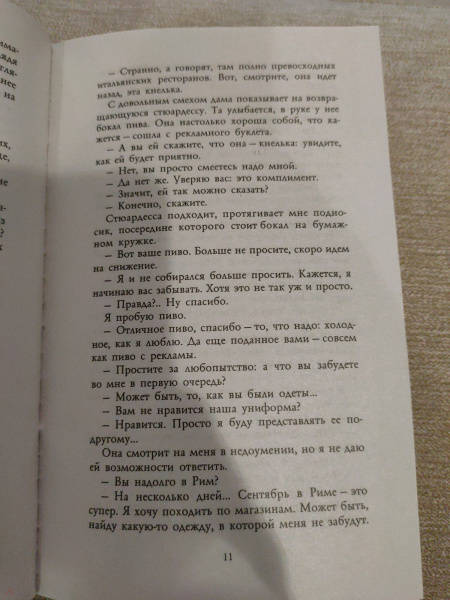 има-
ждя
гля-
нее
на
их,
де,
ие
а-
з
?
х
— Странно, а говорят, там полно превосходных
итальянских ресторанов. Вот, смотрите, она идет
назад, эта кнелька.
С довольным смехом дама показывает на возвра-
щающуюся стюардессу. Та улыбается, в руке у нее
бокал пива. Она настолько хороша собой, что ка-
жется — сошла с рекламного буклета.
— А вы ей скажите, что она — кнелька: увидите,
как ей будет приятно.
— Нет, вы просто смеетесь надо мной.
— Да нет же. Уверяю вас: это комплимент.
— Значит, ей так можно сказать?
— Конечно, скажите.
Стюардесса подходит, протягивает мне подно-
сик, посередине которого стоит бокал на бумаж-
ном кружке.
— Вот ваше пиво. Больше не просите, скоро идем
на снижение.
— Я и не собирался больше просить. Кажется, я
начинаю вас забывать. Хотя это не так уж и просто.
— Правда?.. Ну спасибо.
Я пробую пиво.
— Отличное пиво, спасибо — то, что надо: холод-
ное, как я люблю. Да еще поданное вами — совсем
как пиво с рекламы.
— Простите за любопытство: а что вы забудете
во мне в первую очередь?
— Может быть, то, как вы были одеты...
— Вам не нравится наша униформа?
— Нравится. Просто я буду представлять ее по-
другому...
Она смотрит на меня в недоумении, но я не даю
ей возможности ответить.
— Вы надолго в Рим?
— На несколько дней... Сентябрь в Риме — это
супер. Я хочу походить по магазинам. Может быть,
найду какую-то одежду, в которой меня не забудут.
11